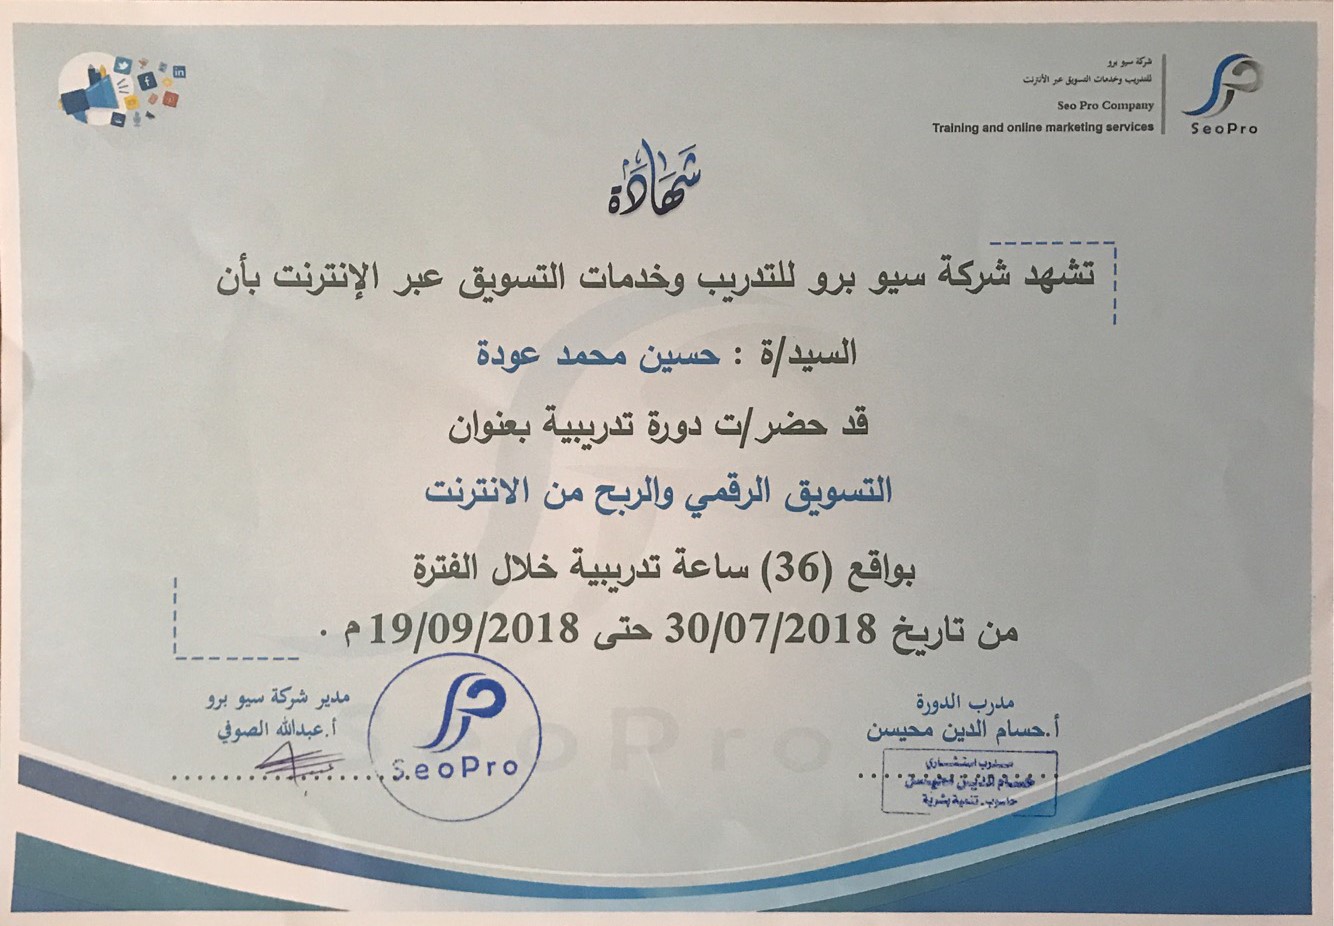 شركة سيو برو
للتدريب وخدمات التسويق عبر الأنترنت
Seo Pro Company
Training and online marketing services
SeoPro
شهادة
تشهد شركة سيو برو للتدريب وخدمات التسويق عبر الإنترنت بأن
السيد/ة : حسين محمد عودة
قد حضر/ت دورة تدريبية بعنوان
التسويق الرقمي والربح من الانترنت
بواقع (36) ساعة تدريبية خلال الفترة
من تاريخ 30/07/2018 حتى 19/09/2018 م .
مدرب الدورة
أ.حسام الدين محيسن
مدرب استشاري
حسام الدين محيسن
حاسوب. تنمية بشرية
مدير شركة سيو برو
أ.عبدالله الصوفي
SeoPro
SeoPro